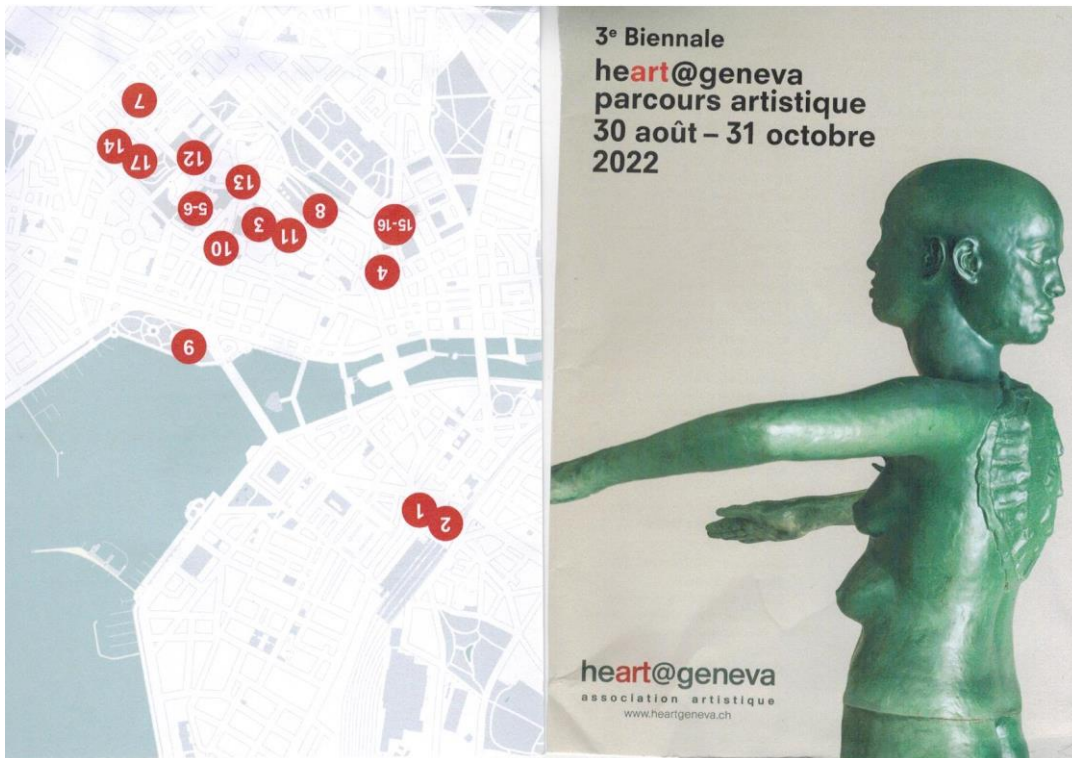 3e Biennale
heart@geneva
parcours artistique
30 août – 31 octobre
2022
heart@geneva
association artistique
www.heartgeneva.ch
7
14
17
12
13
5-6
8
3
11
15-16
10
4
9
1
2